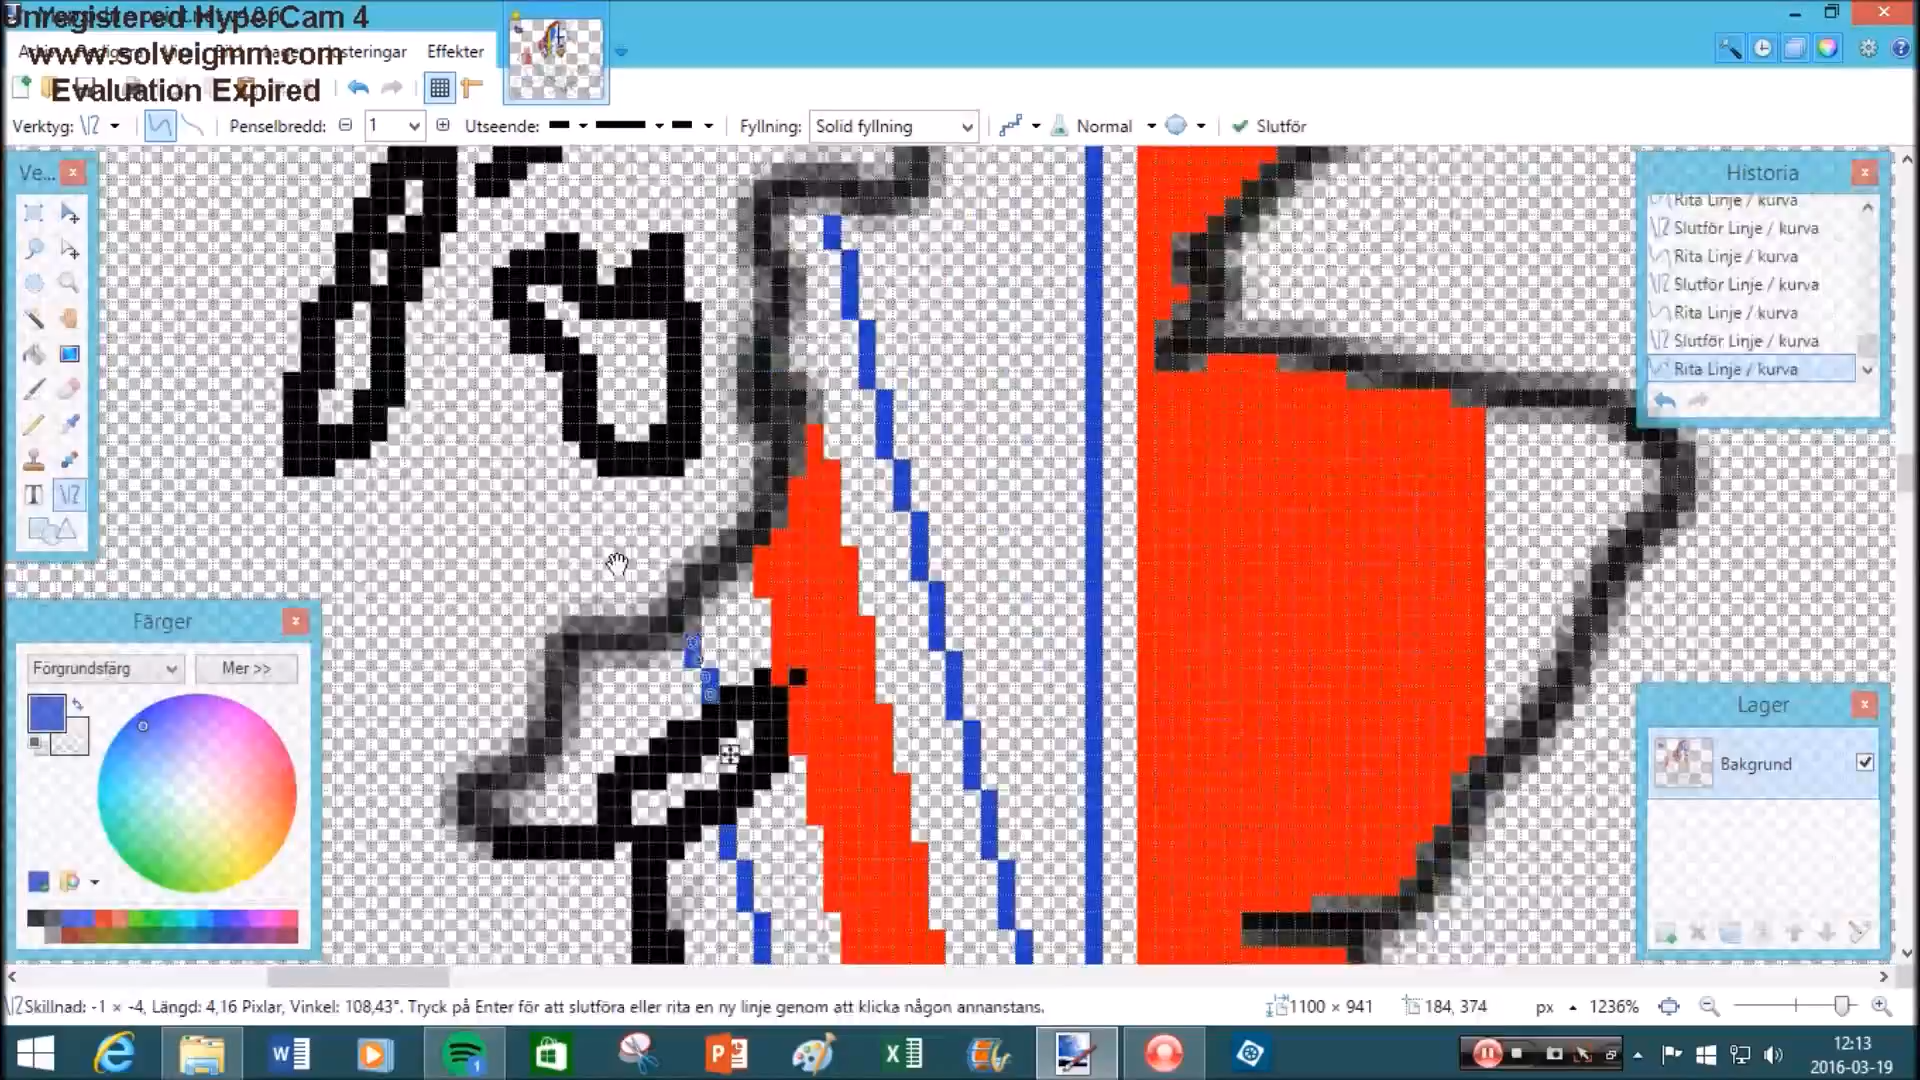 Unregistered HyperCam 4
www.solveigmm.com
Evaluation Expired
Justeringar
Effekter
Verktyg:
Penselbredd:
1
Utseende:
Fyllning:
Solid fyllning
Normal
Slutför
Ve...
Historia
Rita Linje / kurva
Slutför Linje / kurva
Rita Linje / kurva
Slutför Linje / kurva
Rita Linje / kurva
Slutför Linje / kurva
Rita Linje / kurva
Färger
Förgrundsfärg
Mer >>
Lager
Bakgrund
Skillnad: -1 × -4, Längd: 4,16 Pixlar, Vinkel: 108,43°. Tryck på Enter för att slutföra eller rita en ny linje genom att klicka någon annanstans.
1100 × 941
184, 374
px
1236%
12:13
2016-03-19